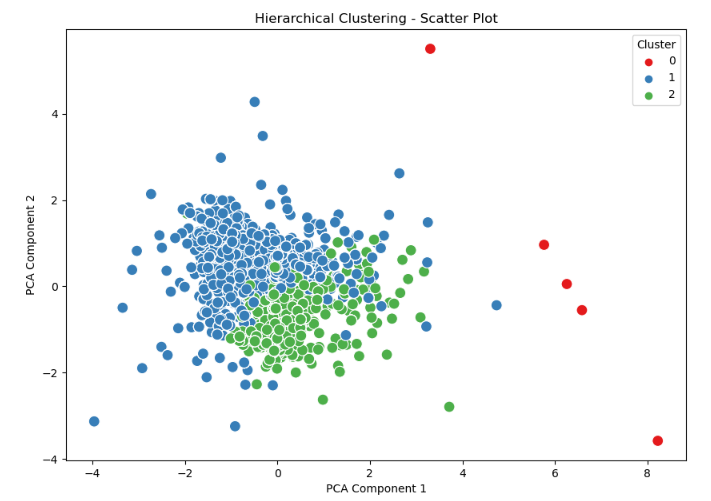 Hierarchical Clustering - Scatter Plot
Cluster
0
1
2
PCA Component 2
4
2
0
−2
−4
−4 −2 0 2 4 6 8
PCA Component 1